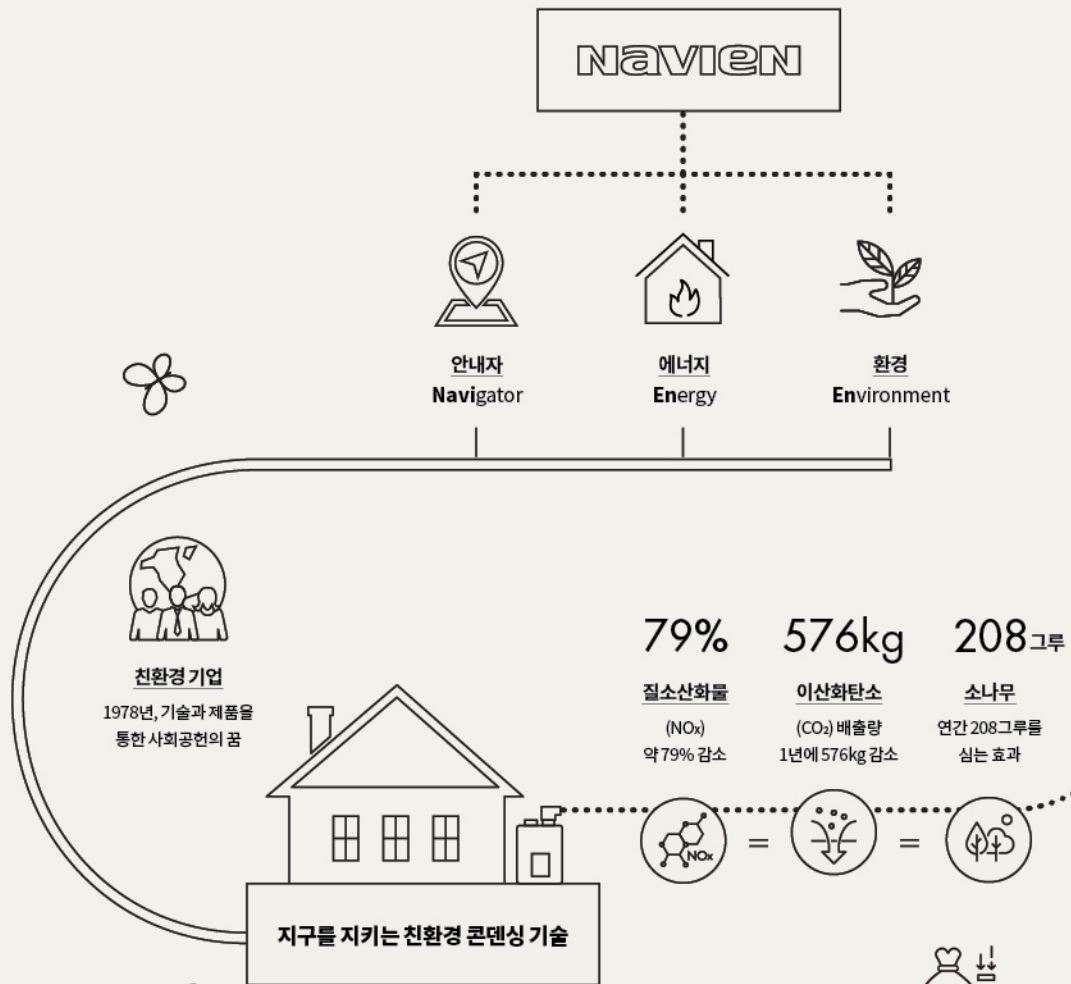 NAVIEN
안내자
Navigator
에너지
Energy
환경
Environment
친환경 기업
1978년, 기술과 제품을
통한 사회공헌의 꿈
79%
질소산화물
(NOx)
약 79% 감소
576kg
이산화탄소
(CO₂) 배출량
1년에 576kg 감소
208그루
소나무
연간 208그루를
심는 효과
NOx
지구를 지키는 친환경 콘덴싱 기술